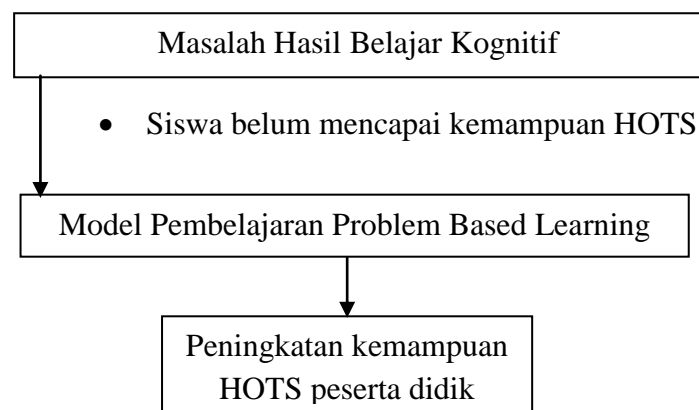 Masalah Hasil Belajar Kognitif
• Siswa belum mencapai kemampuan HOTS
Model Pembelajaran Problem Based Learning
Peningkatan kemampuan
HOTS peserta didik